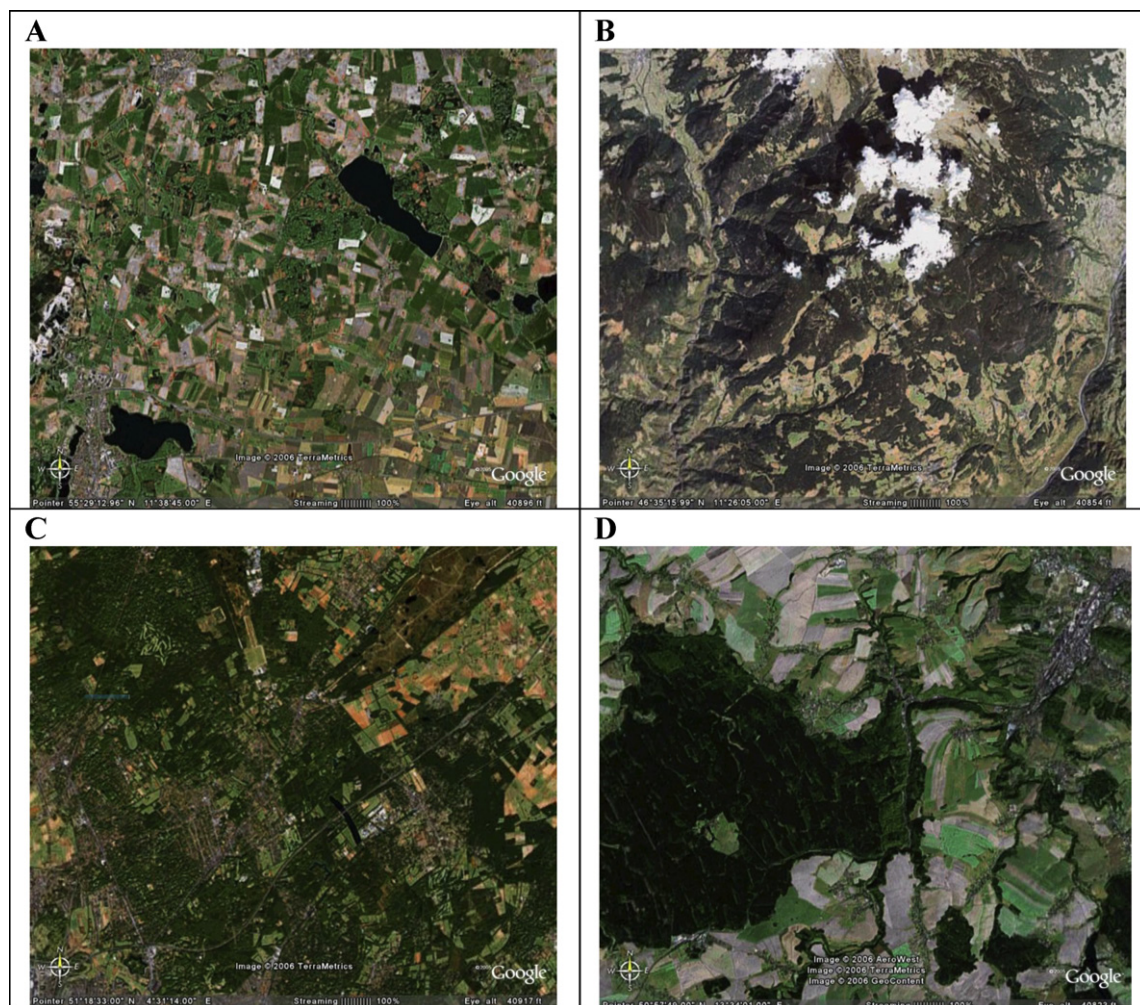 A
Image © 2006 TerraMetrics
Google
Pointer 55°29'12.96" N 11°38'45.00" E Streaming |||||||||| 100% Eye alt 40896 ft
B
Image © 2006 TerraMetrics
Google
Pointer 46°35'15.99" N 11°26'05.00" E Streaming |||||||||| 100% Eye alt 40854 ft
C
N
W E
Image © 2006 TerraMetrics
Google
Pointer 51°18'33.00" N 4°31'14.00" E Streaming |||||||||| 100% Eye alt 40917 ft
D
Image © 2006 AeroWest
Image © 2006 TerraMetrics
Image © 2006 GeoContent
Google
Streaming |||||||||| 100%